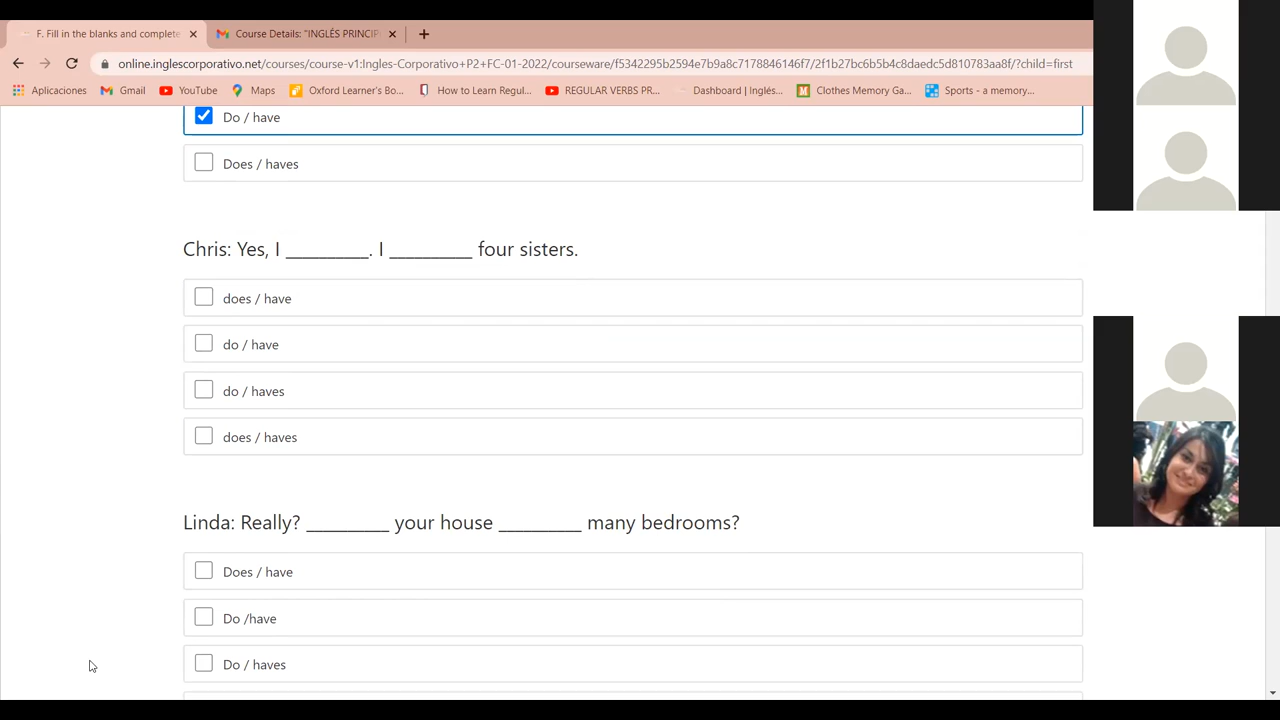 F. Fill in the blanks and complete
Course Details: "INGLÉS PRINCIP
online.inglescorporativo.net/courses/course-v1:Ingles-Corporativo+P2+FC-01-2022/courseware/f5342295b2594e7b9a8c7178846146f7/2f1b27bc6b5b4c8daedc5d810783aa8f/?child=first
Aplicaciones Gmail YouTube Maps Oxford Learner's Bo... How to Learn Regul... REGULAR VERBS PR... Dashboard | Inglés... Clothes Memory Ga... Sports - a memory...
Do / have
Does / haves
Chris: Yes, I __________. I __________ four sisters.
does / have
do / have
do / haves
does / haves
Linda: Really? __________ your house __________ many bedrooms?
Does / have
Do /have
Do / haves